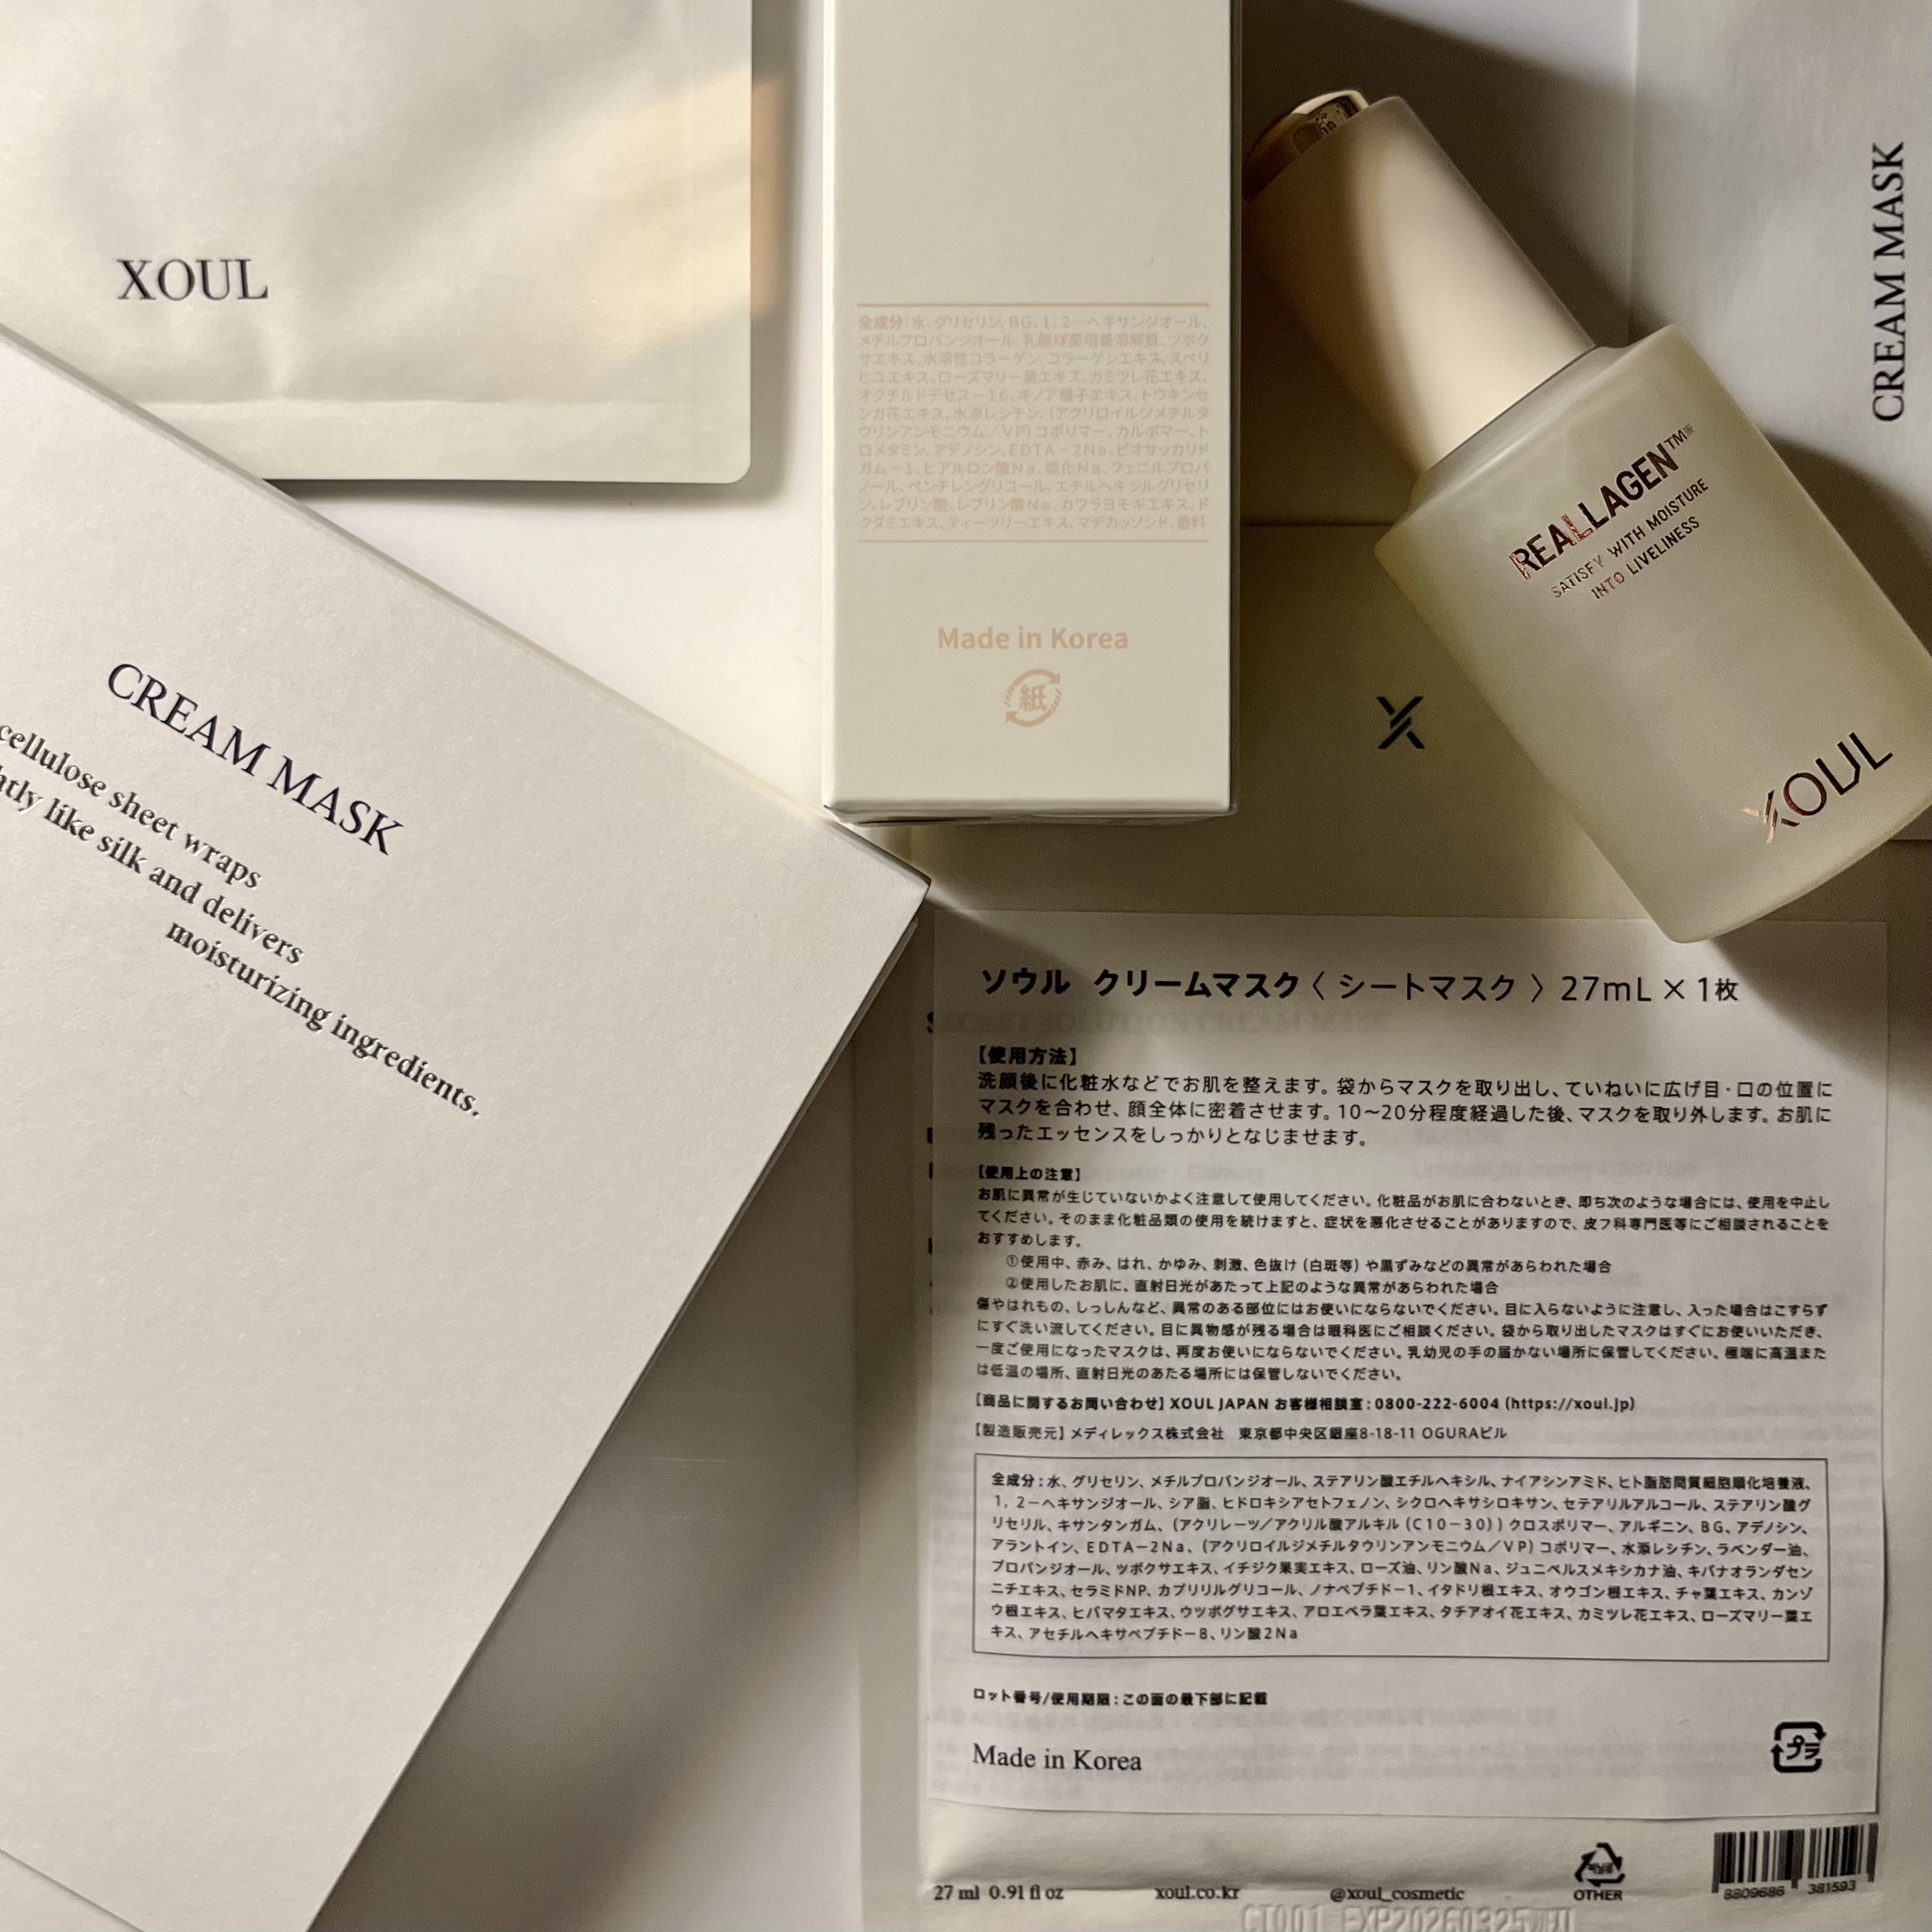 XOUL
CREAM MASK
cellulose sheet wraps
like silk and delivers
moisturizing ingredients.
全成分:水、グリセリン、BG、1,2－ヘキサンジオール、
メチルプロパンジオール、乳酸球菌培養溶解質、ツボク
サエキス、水溶性コラーゲン、コラーゲンエキス、スベリ
ヒユエキス、ローズマリー葉エキス、カミツレ花エキス、
オクチルドデセス－16、キノア種子エキス、トウキンセ
ンカ花エキス、水添レシチン、(アクリロイルジメチルタ
ウリンアンモニウム／VP)コポリマー、カルボマー、ト
ロメタミン、アデノシン、EDTA－2Na、ビオサッカリド
ガム－1、ヒアルロン酸Na、塩化Na、フェニルプロパ
ノール、ペンチレングリコール、エチルヘキシルグリセリ
ン、レブリン酸、レブリン酸Na、カワラヨモギエキス、ド
クダミエキス、ティーツリーエキス、マデカッソシド、香料
Made in Korea
紙
REALLAGEN™※
SATISFY WITH MOISTURE
INTO LIVELINESS
XOUL
CREAM MASK
ソウル クリームマスク〈 シートマスク 〉27mL × 1枚
【使用方法】
洗顔後に化粧水などでお肌を整えます。袋からマスクを取り出し、ていねいに広げ目・口の位置に
マスクを合わせ、顔全体に密着させます。10〜20分程度経過した後、マスクを取り外します。お肌に
残ったエッセンスをしっかりとなじませます。
【使用上の注意】
お肌に異常が生じていないかよく注意して使用してください。化粧品がお肌に合わないとき、即ち次のような場合には、使用を中止し
てください。そのまま化粧品類の使用を続けますと、症状を悪化させることがありますので、皮フ科専門医等にご相談されることを
おすすめします。
①使用中、赤み、はれ、かゆみ、刺激、色抜け(白斑等)や黒ずみなどの異常があらわれた場合
②使用したお肌に、直射日光があたって上記のような異常があらわれた場合
傷やはれもの、しっしんなど、異常のある部位にはお使いにならないでください。目に入らないように注意し、入った場合はこすらず
にすぐ洗い流してください。目に異物感が残る場合は眼科医にご相談ください。袋から取り出したマスクはすぐにお使いいただき、
一度ご使用になったマスクは、再度お使いにならないでください。乳幼児の手の届かない場所に保管してください。極端に高温また
は低温の場所、直射日光のあたる場所には保管しないでください。
【商品に関するお問い合わせ】XOUL JAPAN お客様相談室:0800-222-6004 (https://xoul.jp)
【製造販売元】メディレックス株式会社 東京都中央区銀座8-18-11 OGURAビル
全成分:水、グリセリン、メチルプロパンジオール、ステアリン酸エチルヘキシル、ナイアシンアミド、ヒト脂肪間質細胞順化培養液、
1,2－ヘキサンジオール、シア脂、ヒドロキシアセトフェノン、シクロヘキサシロキサン、セテアリルアルコール、ステアリン酸グ
リセリル、キサンタンガム、(アクリレーツ／アクリル酸アルキル(C10－30))クロスポリマー、アルギニン、BG、アデノシン、
アラントイン、EDTA－2Na、(アクリロイルジメチルタウリンアンモニウム／VP)コポリマー、水添レシチン、ラベンダー油、
プロパンジオール、ツボクサエキス、イチジク果実エキス、ローズ油、リン酸Na、ジュニペルスメキシカナ油、キバナオランダセン
ニチエキス、セラミドNP、カプリリルグリコール、ノナペプチド－1、イタドリ根エキス、オウゴン根エキス、チャ葉エキス、カンゾ
ウ根エキス、ヒバマタエキス、ウツボグサエキス、アロエベラ葉エキス、タチアオイ花エキス、カミツレ花エキス、ローズマリー葉エ
キス、アセチルヘキサペプチド－8、リン酸2Na
ロット番号/使用期限:この面の最下部に記載
Made in Korea
プラ
27 ml 0.91 fl oz
xoul.co.kr
@xoul_cosmetic
OTHER
8809686 381593
CT001 EXP20260325까지